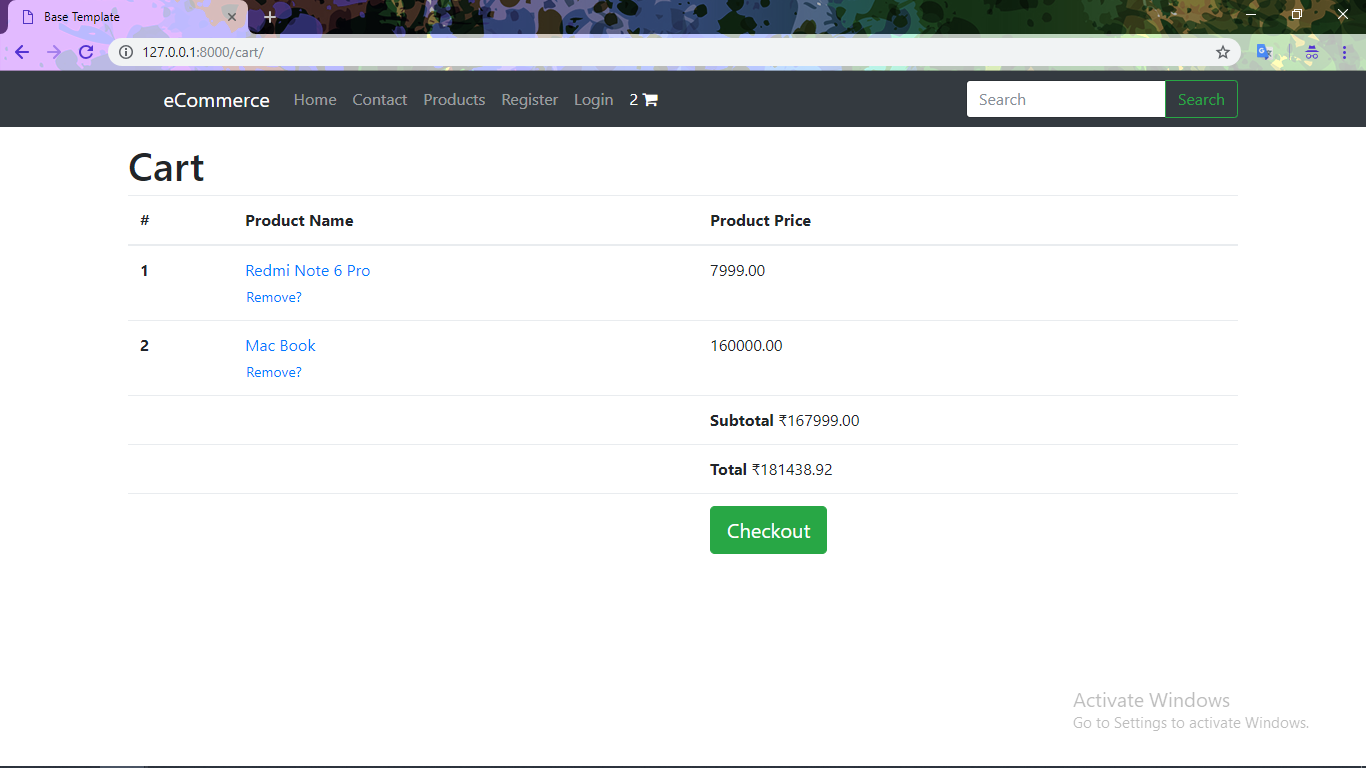 Base Template
127.0.0.1:8000/cart/
eCommerce Home Contact Products Register Login 2 Search Search
Cart
# Product Name Product Price
1 Redmi Note 6 Pro 7999.00
Remove?
2 Mac Book 160000.00
Remove?
Subtotal ₹167999.00
Total ₹181438.92
Checkout
Activate Windows
Go to Settings to activate Windows.